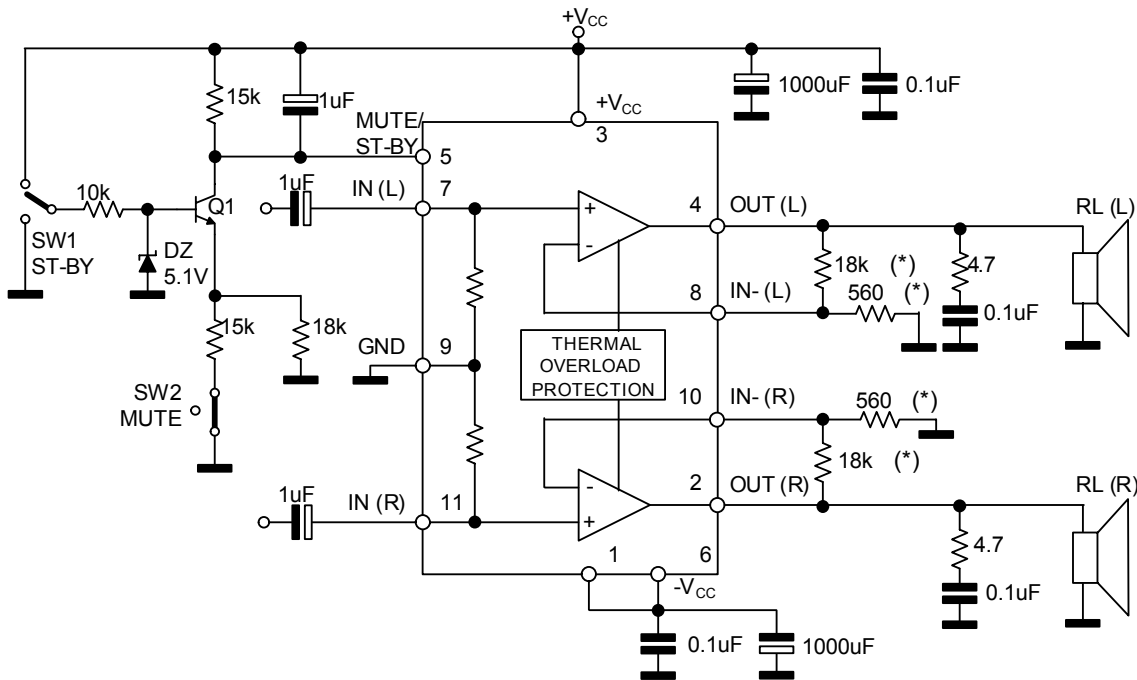 +VCC
15k
1uF
1000uF
0.1uF
+VCC
3
MUTE/
ST-BY
5
10k
Q1
1uF
IN (L)
7
4
OUT (L)
RL (L)
SW1
ST-BY
DZ
5.1V
+
-
18k (*)
4.7
8
IN- (L)
560 (*)
0.1uF
15k
18k
GND
9
THERMAL
OVERLOAD
PROTECTION
SW2
MUTE
10
IN- (R)
560 (*)
18k (*)
1uF
IN (R)
11
-
+
2
OUT (R)
RL (R)
4.7
1
6
-VCC
0.1uF
0.1uF
1000uF